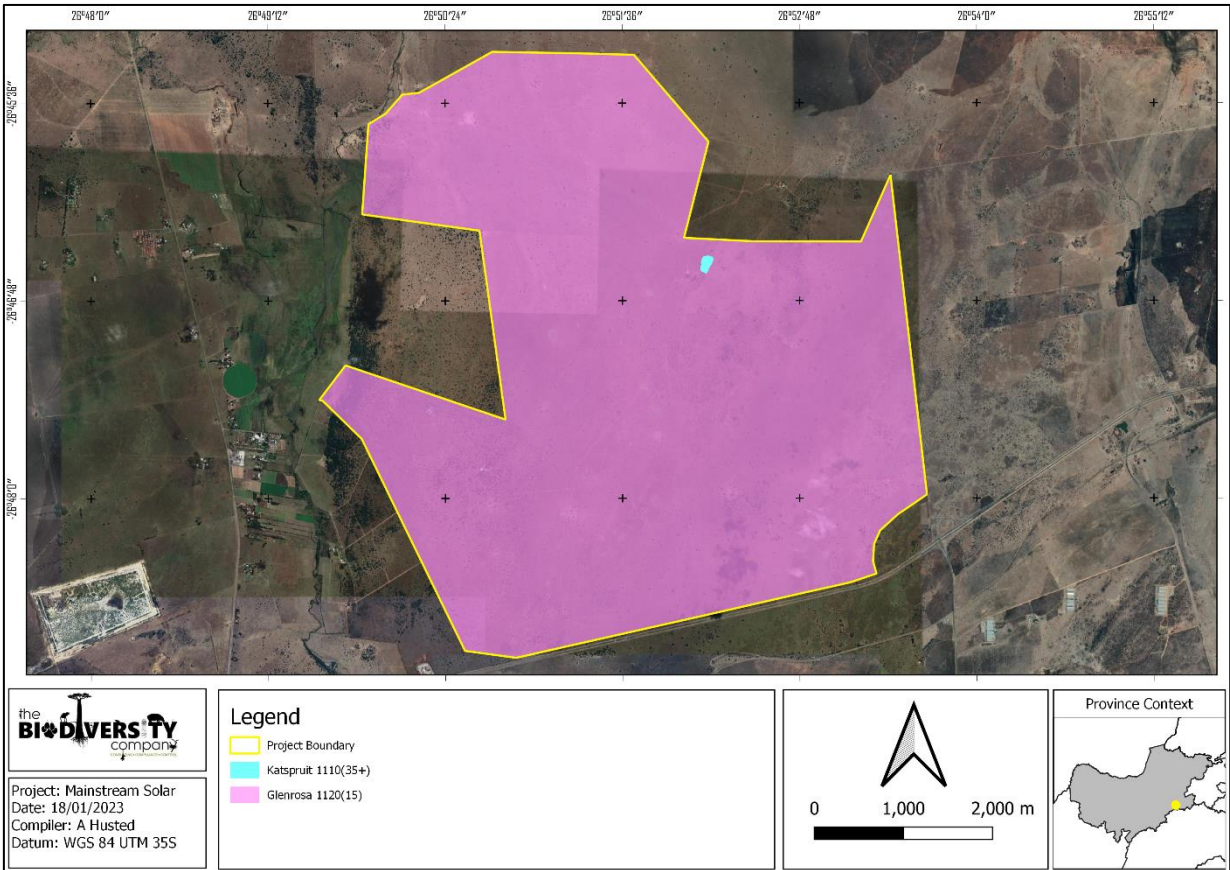 26°48'0" 26°49'12" 26°50'24" 26°51'36" 26°52'48" 26°54'0" 26°55'12"
-26°45'36"
-26°46'48"
-26°48'0"
the
BIODIVERSITY
company
Project: Mainstream Solar
Date: 18/01/2023
Compiler: A Husted
Datum: WGS 84 UTM 35S
Legend
Project Boundary
Katspruit 1110(35+)
Glenrosa 1120(15)
0 1,000 2,000 m
Province Context